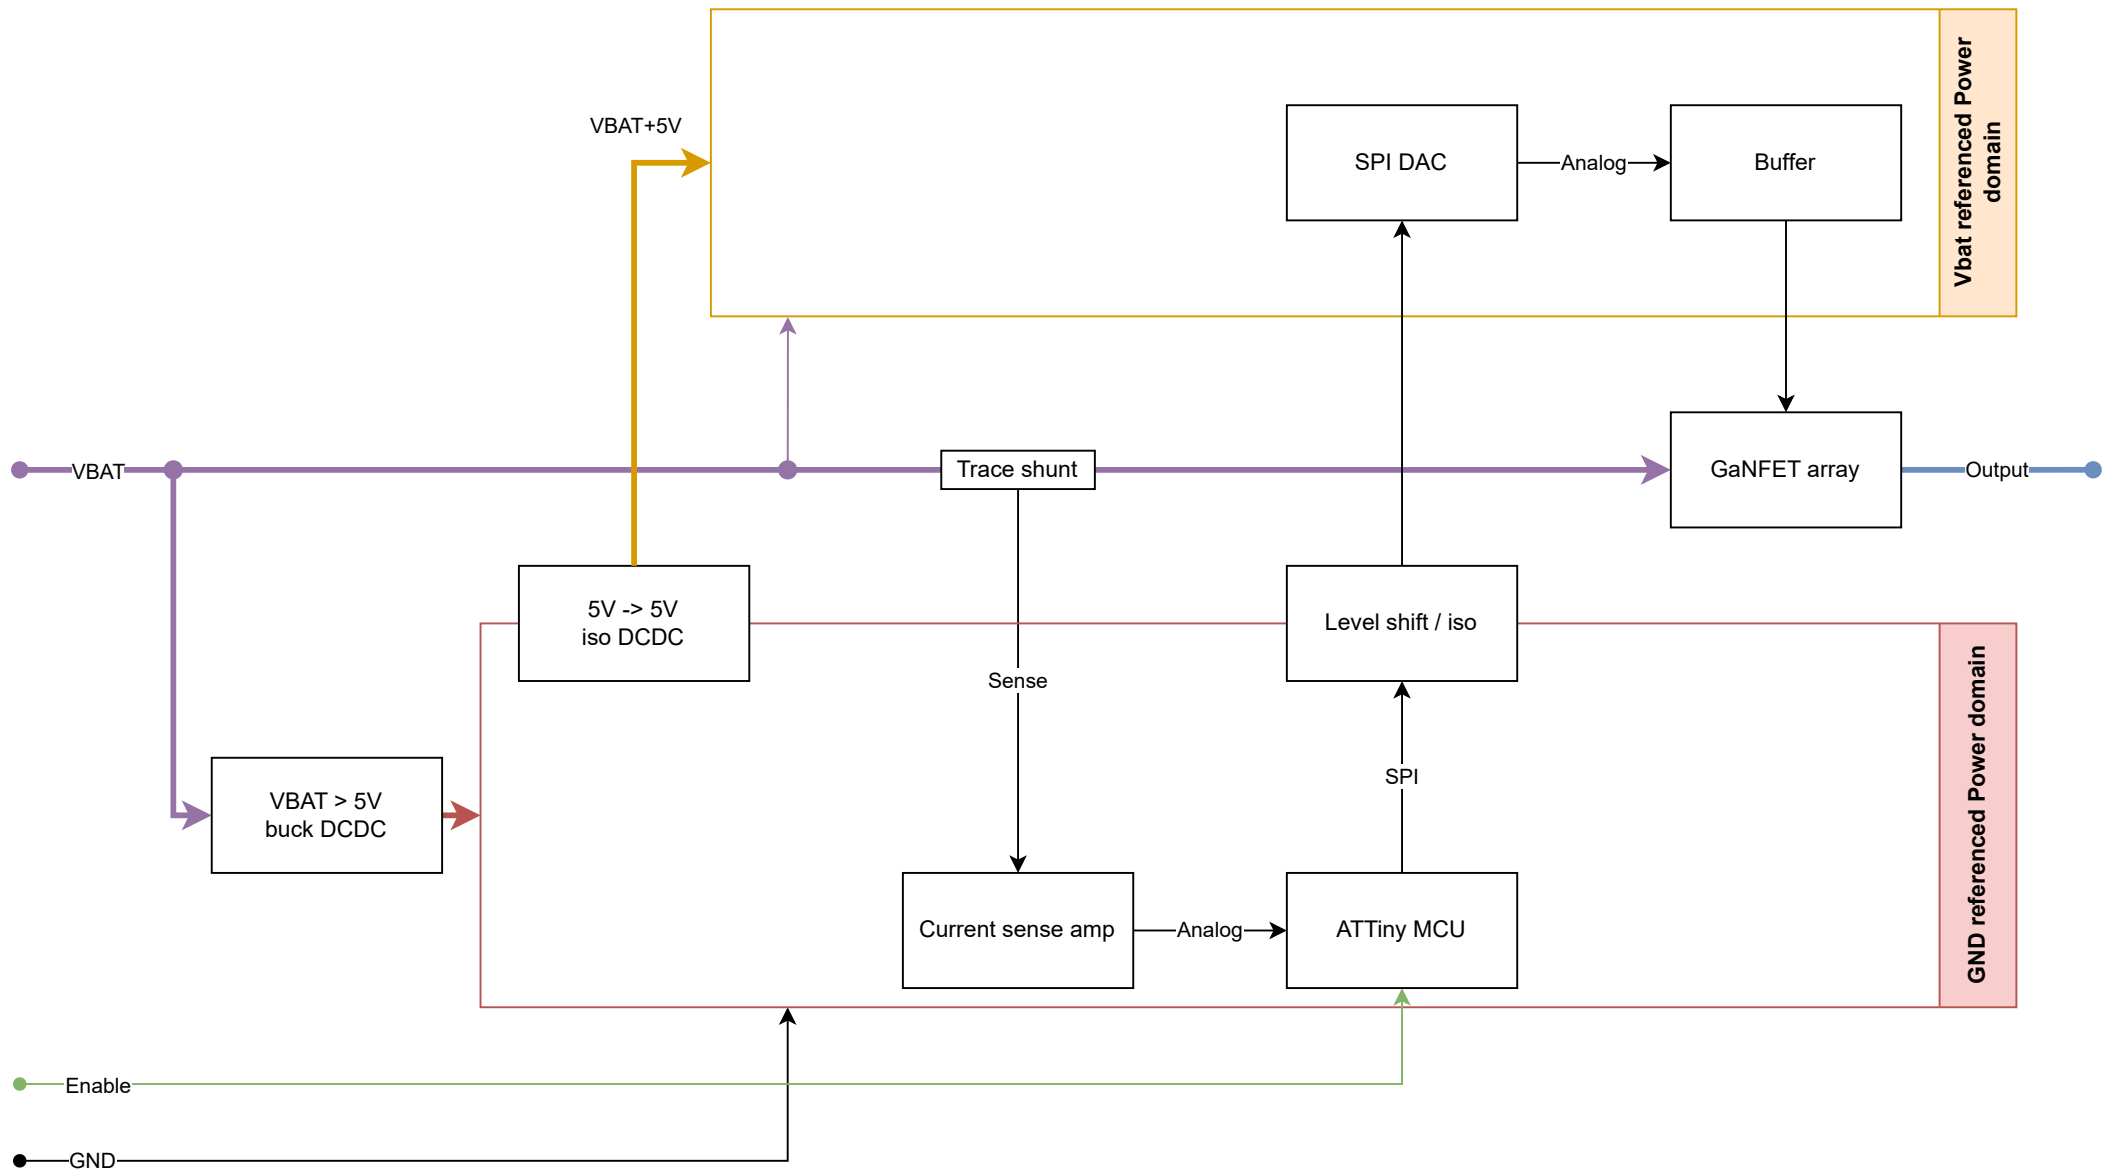 VBAT+5V
SPI DAC
Analog
Buffer
Vbat referenced Power
domain
VBAT
Trace shunt
GaNFET array
Output
5V -> 5V
iso DCDC
Level shift / iso
Sense
SPI
VBAT > 5V
buck DCDC
Current sense amp
Analog
ATTiny MCU
GND referenced Power domain
Enable
GND